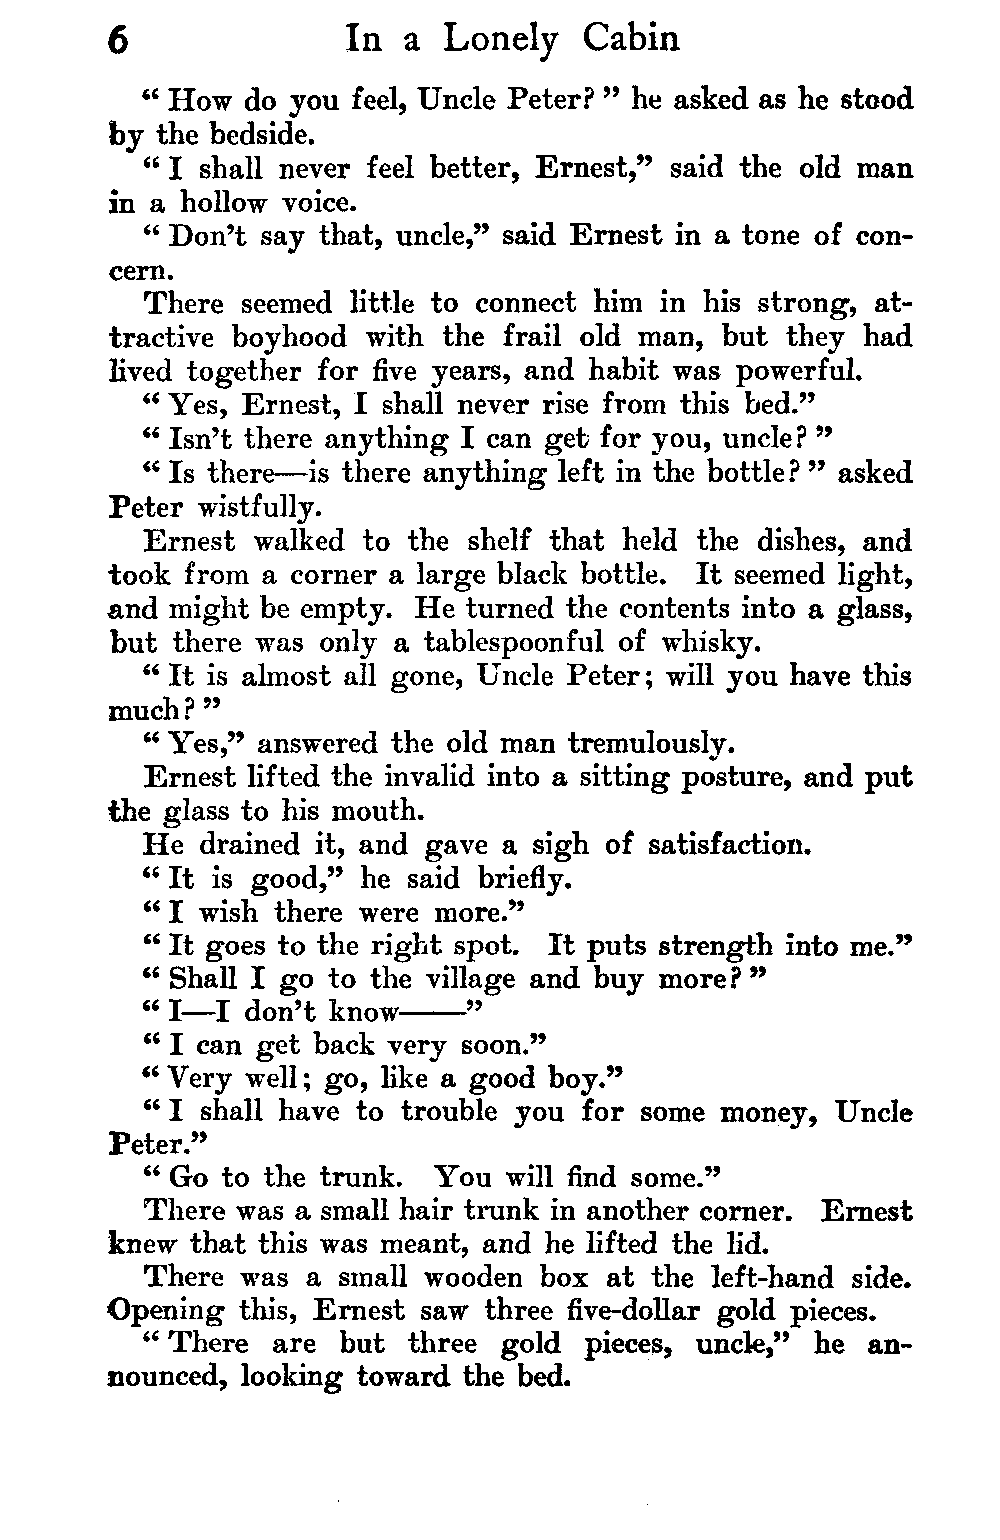 6 In a Lonely Cabin
“ How do you feel, Uncle Peter? ” he asked as he stood
by the bedside.
“ I shall never feel better, Ernest,” said the old man
in a hollow voice.
“ Don’t say that, uncle,” said Ernest in a tone of con-
cern.
There seemed little to connect him in his strong, at-
tractive boyhood with the frail old man, but they had
lived together for five years, and habit was powerful.
“ Yes, Ernest, I shall never rise from this bed.”
“ Isn’t there anything I can get for you, uncle? ”
“ Is there—is there anything left in the bottle? ” asked
Peter wistfully.
Ernest walked to the shelf that held the dishes, and
took from a corner a large black bottle. It seemed light,
and might be empty. He turned the contents into a glass,
but there was only a tablespoonful of whisky.
“ It is almost all gone, Uncle Peter; will you have this
much? ”
“ Yes,” answered the old man tremulously.
Ernest lifted the invalid into a sitting posture, and put
the glass to his mouth.
He drained it, and gave a sigh of satisfaction.
“ It is good,” he said briefly.
“ I wish there were more.”
“ It goes to the right spot. It puts strength into me.”
“ Shall I go to the village and buy more? ”
“ I—I don’t know——”
“ I can get back very soon.”
“ Very well; go, like a good boy.”
“ I shall have to trouble you for some money, Uncle
Peter.”
“ Go to the trunk. You will find some.”
There was a small hair trunk in another corner. Ernest
knew that this was meant, and he lifted the lid.
There was a small wooden box at the left-hand side.
Opening this, Ernest saw three five-dollar gold pieces.
“ There are but three gold pieces, uncle,” he an-
nounced, looking toward the bed.